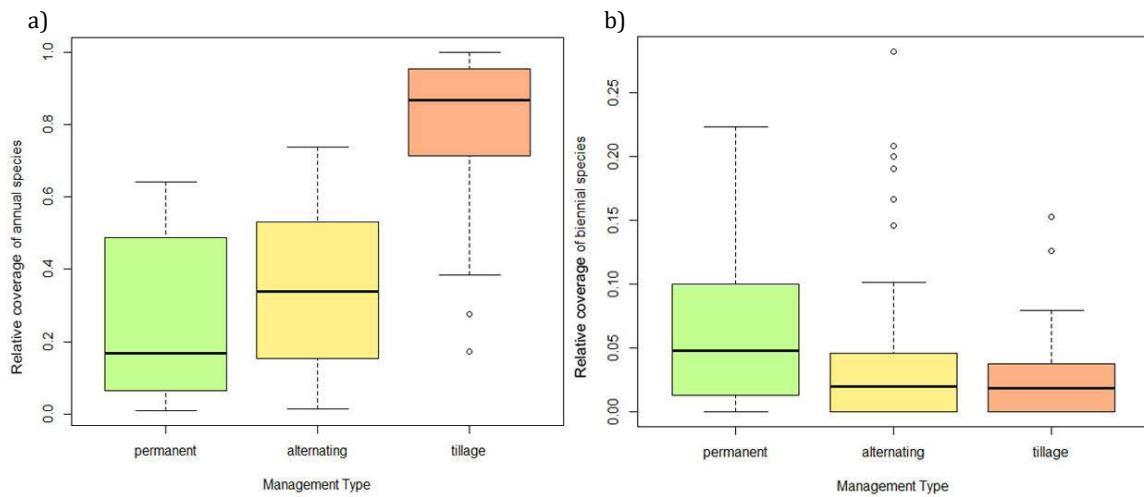 a)
Relative coverage of annual species
1.0
0.8
0.6
0.4
0.2
0.0
permanent alternating tillage
Management Type
b)
Relative coverage of biennial species
0.25
0.20
0.15
0.10
0.05
0.00
permanent alternating tillage
Management Type